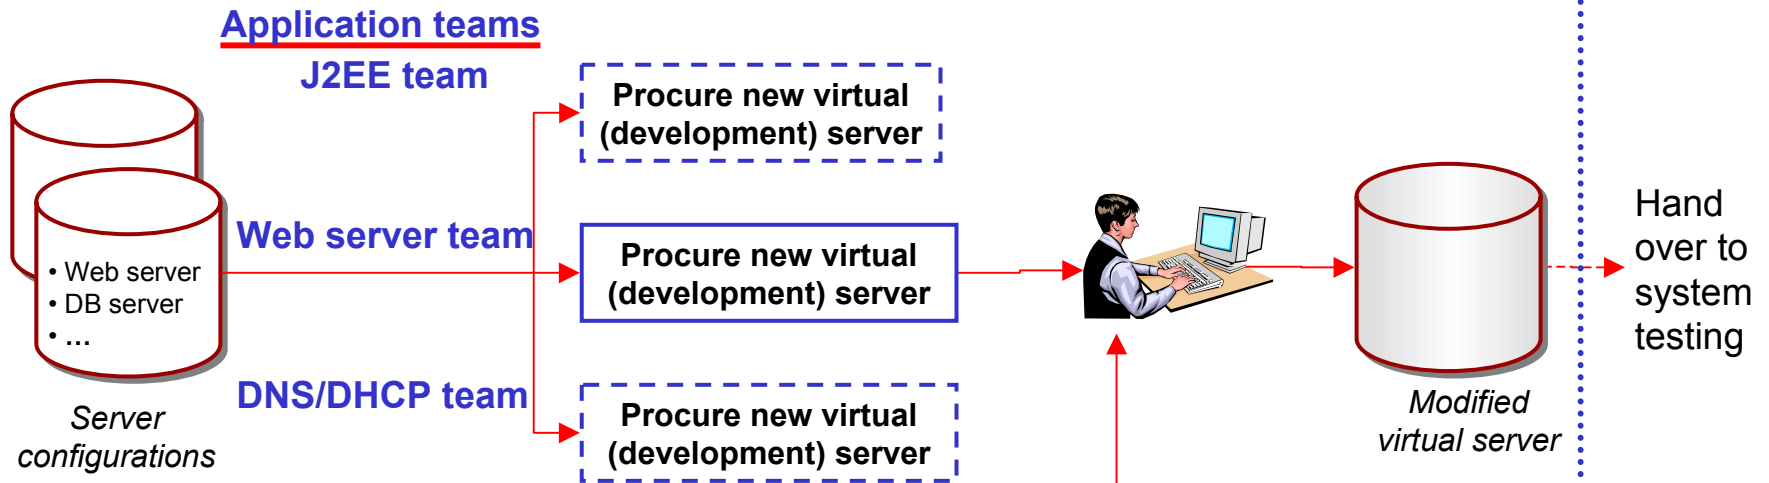 Application teams
J2EE team
Procure new virtual
(development) server
Web server team
Procure new virtual
(development) server
• Web server
• DB server
• ...
DNS/DHCP team
Procure new virtual
(development) server
Server
configurations
Modified
virtual server
Hand
over to
system
testing